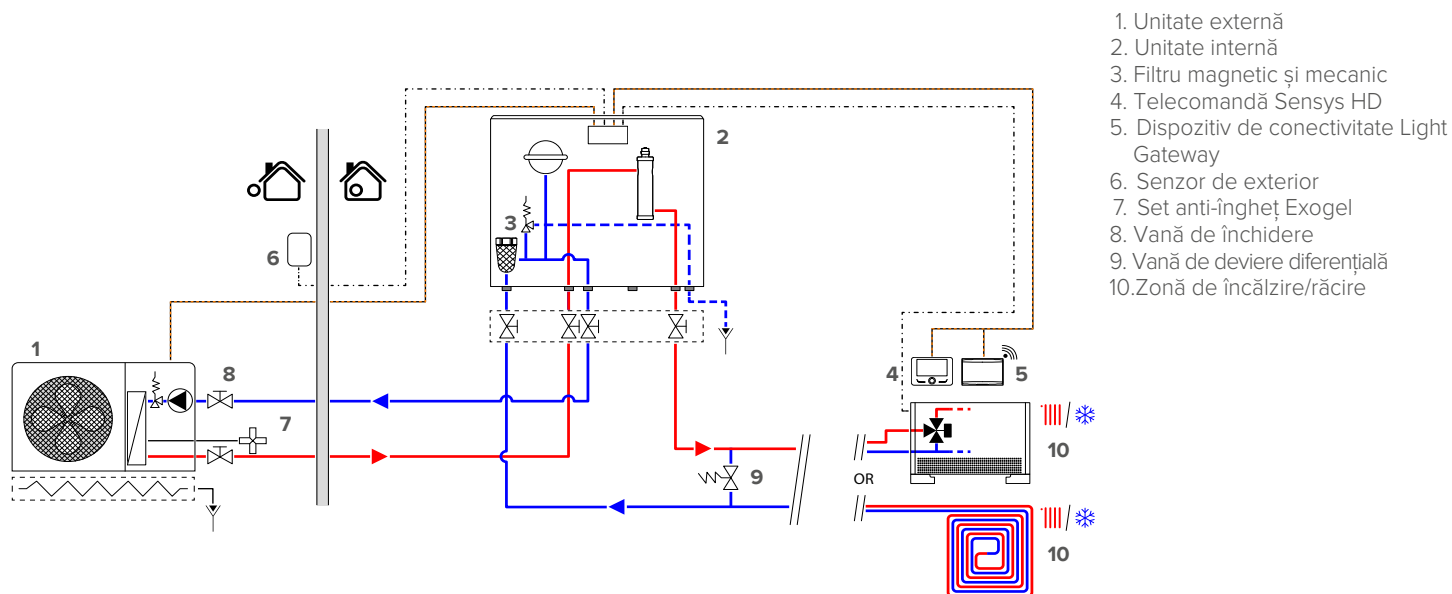 1. Unitate externă
2. Unitate internă
3. Filtru magnetic și mecanic
4. Telecomandă Sensys HD
5. Dispozitiv de conectivitate Light
Gateway
6. Senzor de exterior
7. Set anti-îngheț Exogel
8. Vană de închidere
9. Vană de deviere diferențială
10.Zonă de încălzire/răcire
2
3
6
1
8
7
4
5
10
9
OR
10